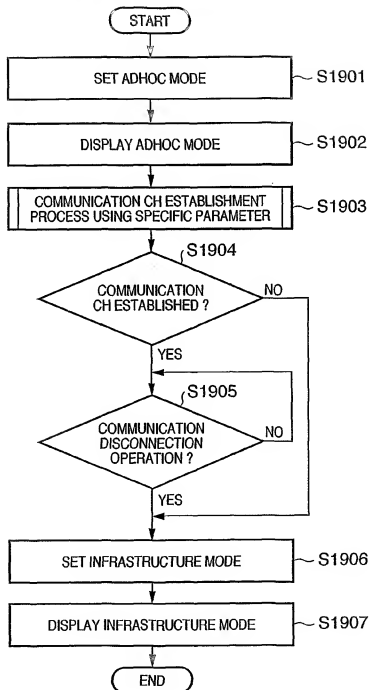 START
SET ADHOC MODE
S1901
DISPLAY ADHOC MODE
S1902
COMMUNICATION CH ESTABLISHMENT
PROCESS USING SPECIFIC PARAMETER
S1903
S1904
COMMUNICATION
CH ESTABLISHED ?
NO
YES
S1905
COMMUNICATION
DISCONNECTION
OPERATION ?
NO
YES
SET INFRASTRUCTURE MODE
S1906
DISPLAY INFRASTRUCTURE MODE
S1907
END